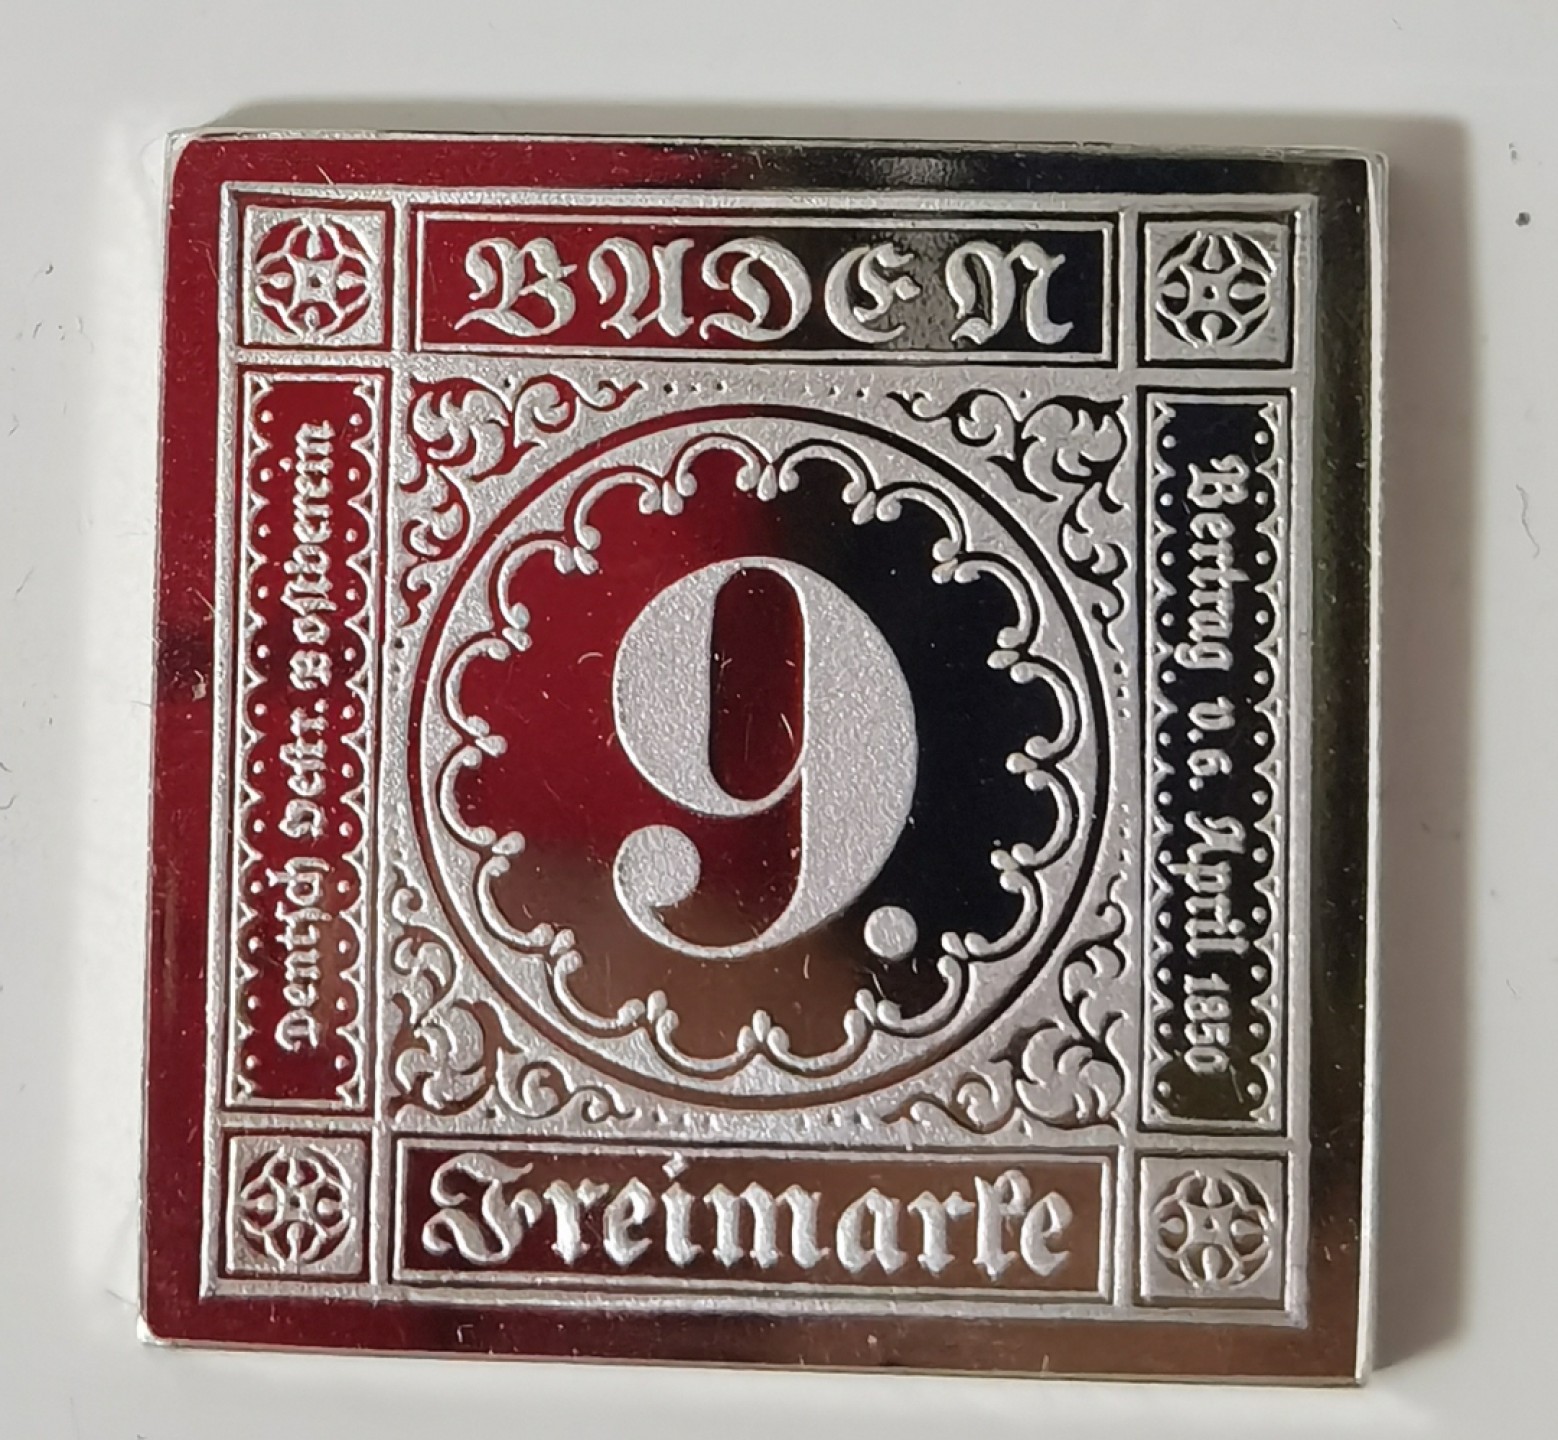 BADEN
Deutsch Oestr. Postverein
9.
Vertrag v. 6. April 1850
Freimarke